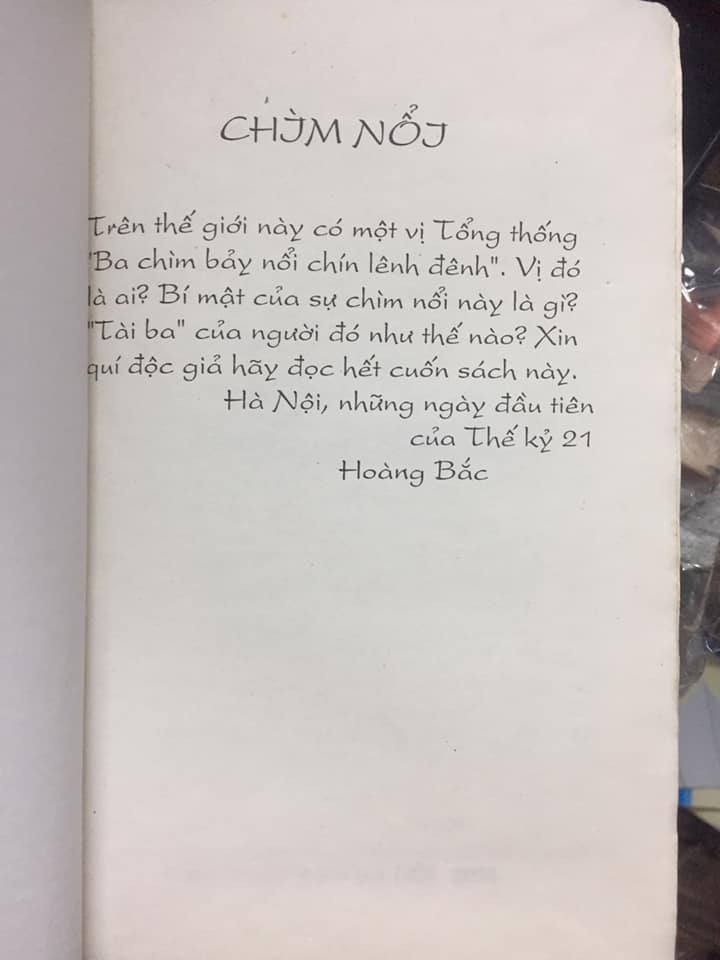 CHÌM NỔI
Trên thế giới này có một vị Tổng thống
"Ba chìm bảy nổi chín lênh đênh". Vị đó
là ai? Bí mật của sự chìm nổi này là gì?
"Tài ba" của người đó như thế nào? Xin
quí độc giả hãy đọc hết cuốn sách này.
Hà Nội, những ngày đầu tiên
của Thế kỷ 21
Hoàng Bắc